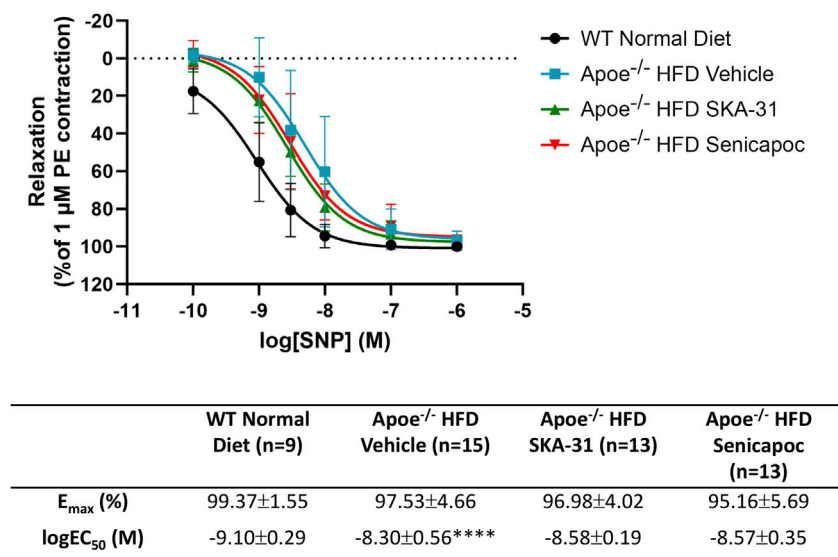 -20
0
20
40
60
80
100
120
Relaxation
(% of 1 µM PE contraction)
-11 -10 -9 -8 -7 -6 -5
log[SNP] (M)
WT Normal Diet
Apoe-/- HFD Vehicle
Apoe-/- HFD SKA-31
Apoe-/- HFD Senicapoc
WT Normal Diet (n=9) Apoe-/- HFD Vehicle (n=15) Apoe-/- HFD SKA-31 (n=13) Apoe-/- HFD Senicapoc (n=13)
Emax (%) 99.37±1.55 97.53±4.66 96.98±4.02 95.16±5.69
logEC50 (M) -9.10±0.29 -8.30±0.56**** -8.58±0.19 -8.57±0.35